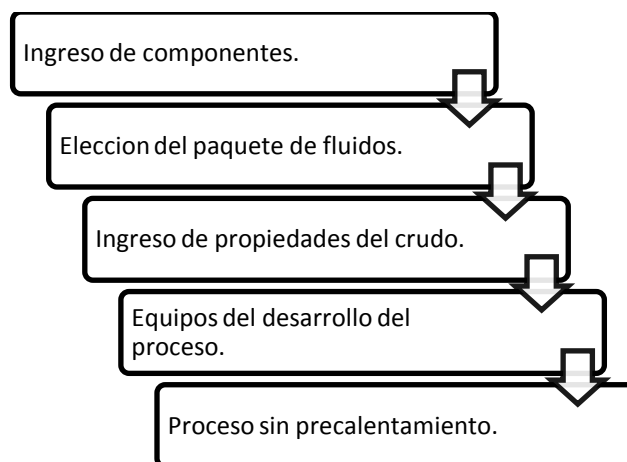 Ingreso de componentes.
Eleccion del paquete de fluidos.
Ingreso de propiedades del crudo.
Equipos del desarrollo del
proceso.
Proceso sin precalentamiento.